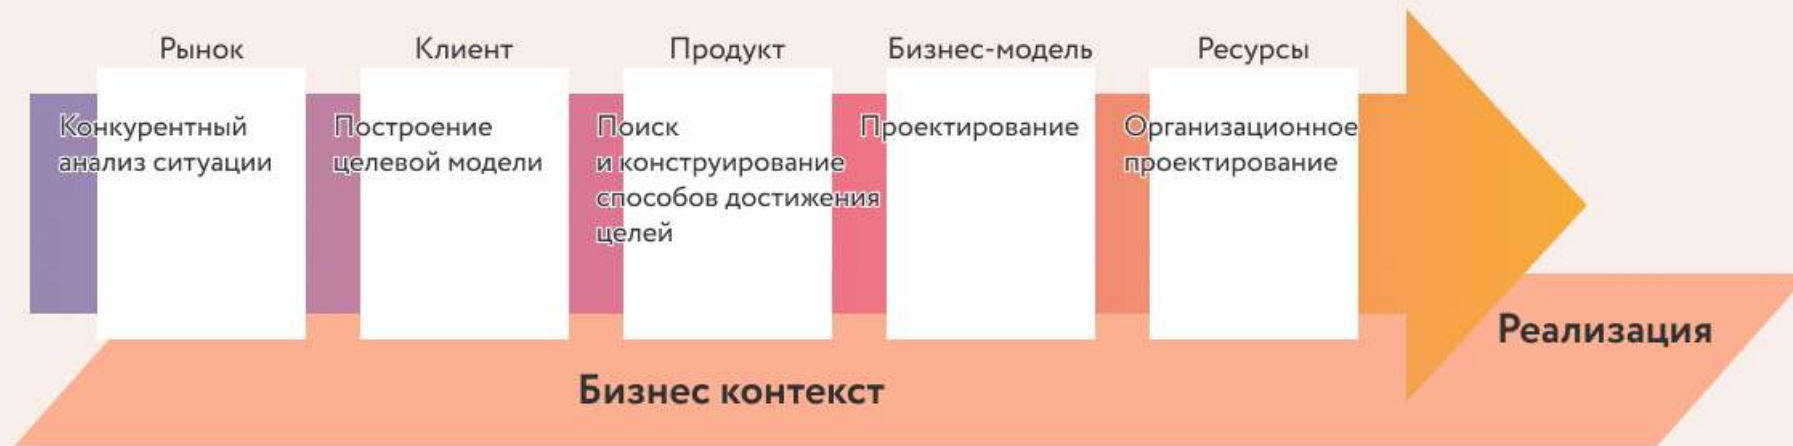 Рынок
Клиент
Продукт
Бизнес-модель
Ресурсы
Конкурентный
анализ ситуации
Построение
целевой модели
Поиск
и конструирование
способов достижения
целей
Проектирование
Организационное
проектирование
Реализация
Бизнес контекст